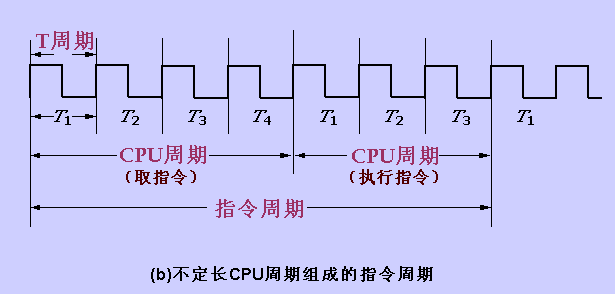 T周期
T1 T2 T3 T4 T1 T2 T3 T1
CPU周期 CPU周期
(取指令) (执行指令)
指令周期
(b)不定长CPU周期组成的指令周期